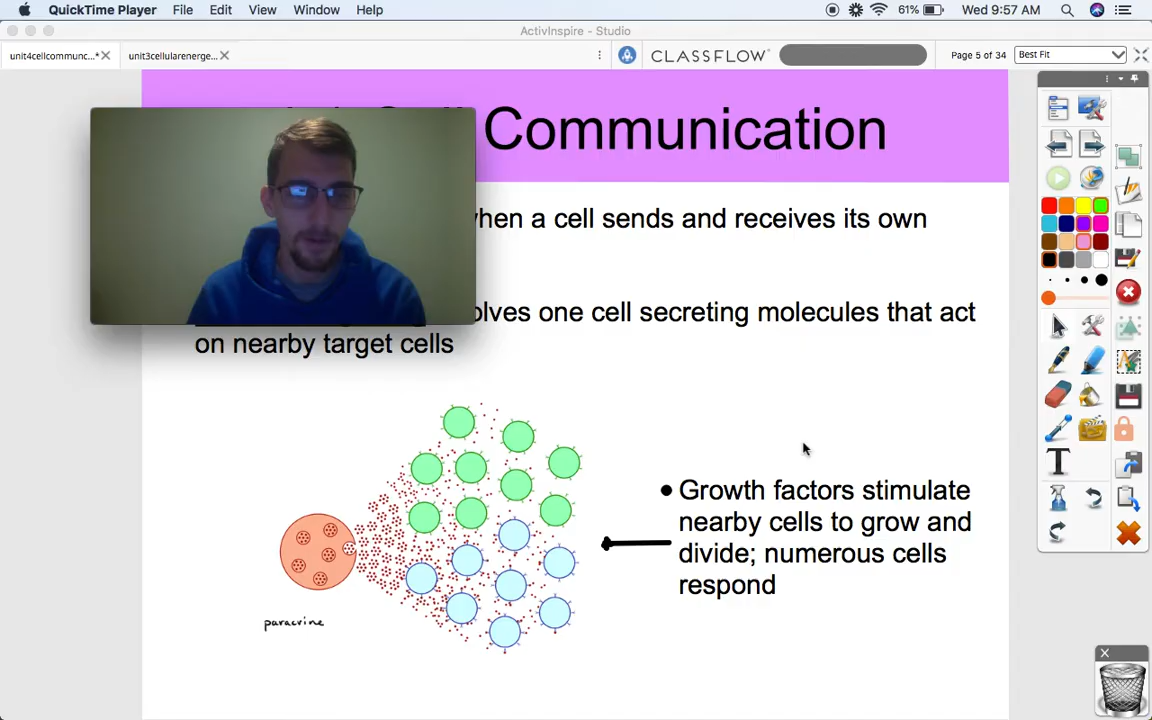 QuickTime Player File Edit View Window Help 61% Wed 9:57 AM
ActivInspire - Studio
unit4cellcommunc...* unit3cellularenerge... CLASSFLOW Page 5 of 34 Best Fit
Communication
when a cell sends and receives its own
olves one cell secreting molecules that act
on nearby target cells
• Growth factors stimulate
nearby cells to grow and
divide; numerous cells
respond
paracrine
T